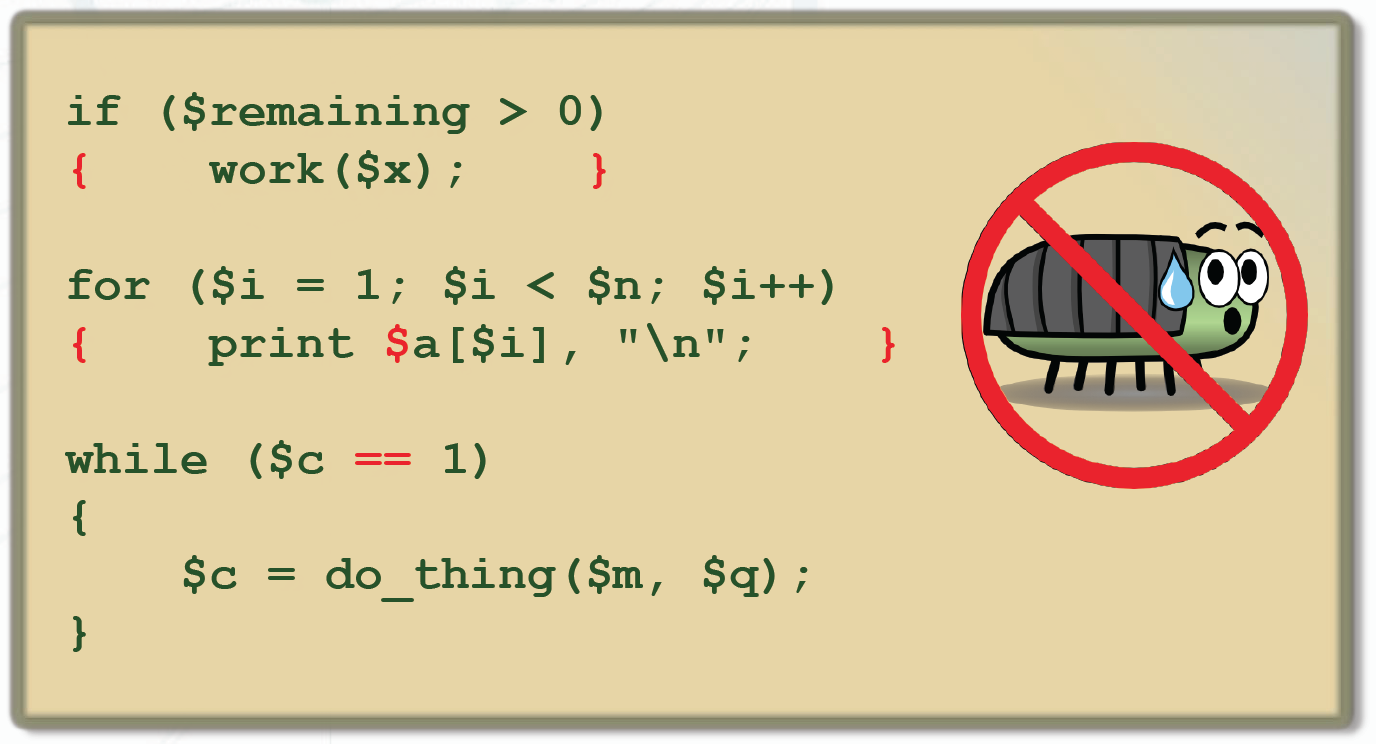 if ($remaining > 0)
{    work($x);    }
for ($i = 1; $i < $n; $i++)
{    print $a[$i], "\n";    }
while ($c == 1)
{
    $c = do_thing($m, $q);
}